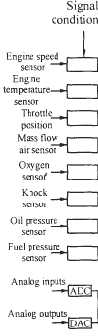 Signal
condition
Engine speed
sensor
Engine
temperature
sensor
Throttle
position
Mass flow
air sensor
Oxygen
sensor
Knock
sensor
Oil pressure
sensor
Fuel pressure
sensor
Analog inputs
ADC
Analog outputs
DAC